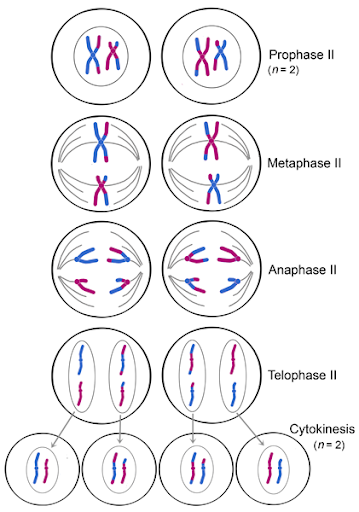 Prophase II
(n = 2)
Metaphase II
Anaphase II
Telophase II
Cytokinesis
(n = 2)